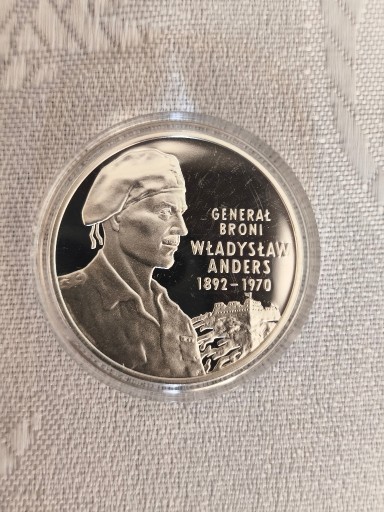 GENERAŁ
BRONI
WŁADYSŁAW
ANDERS
1892-1970